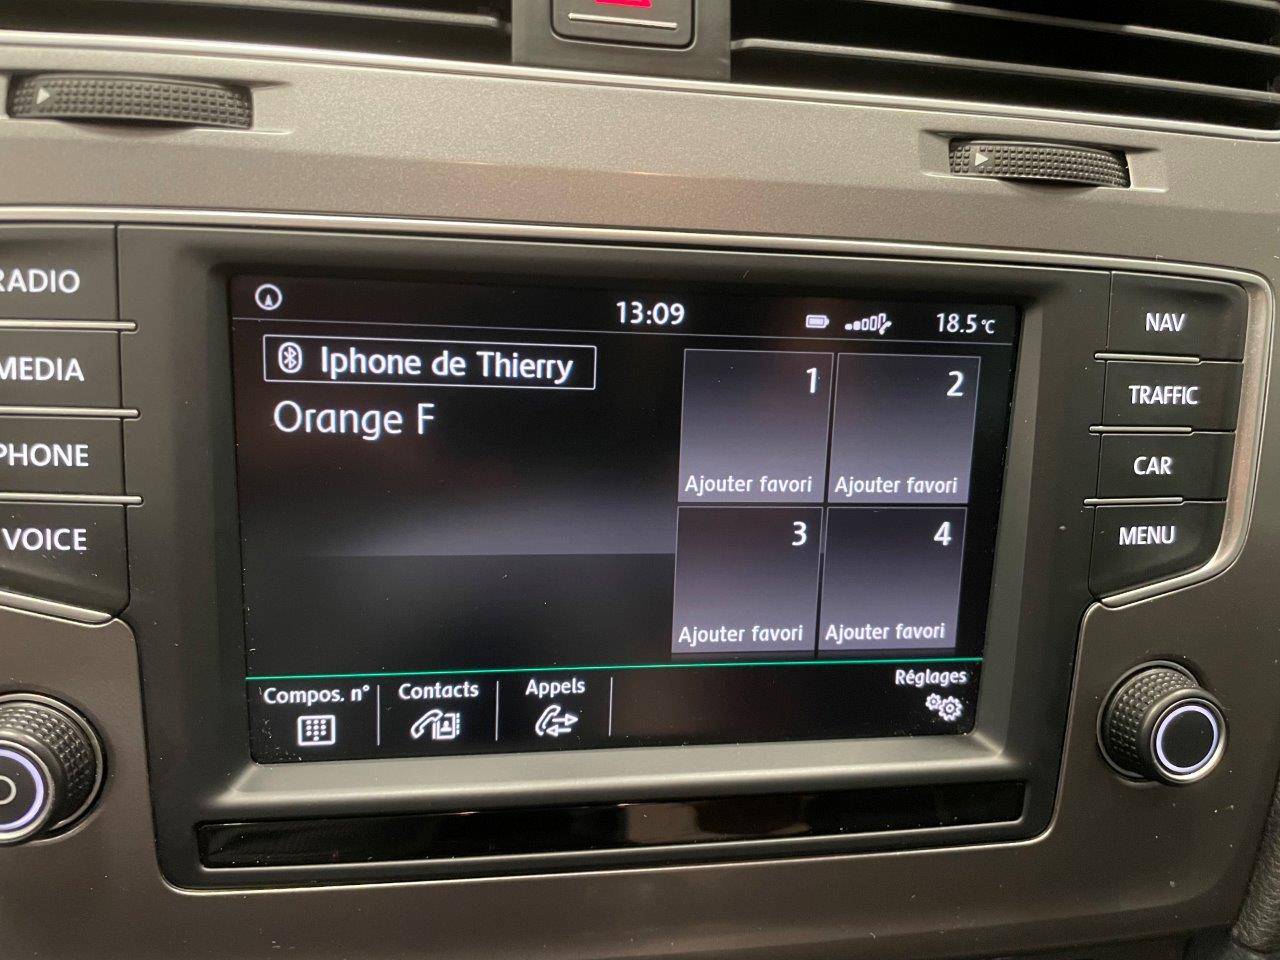 RADIO
MEDIA
PHONE
VOICE
13:09
18.5°C
Iphone de Thierry
Orange F
1
Ajouter favori
2
Ajouter favori
3
Ajouter favori
4
Ajouter favori
Compos. n°
Contacts
Appels
Réglages
NAV
TRAFFIC
CAR
MENU